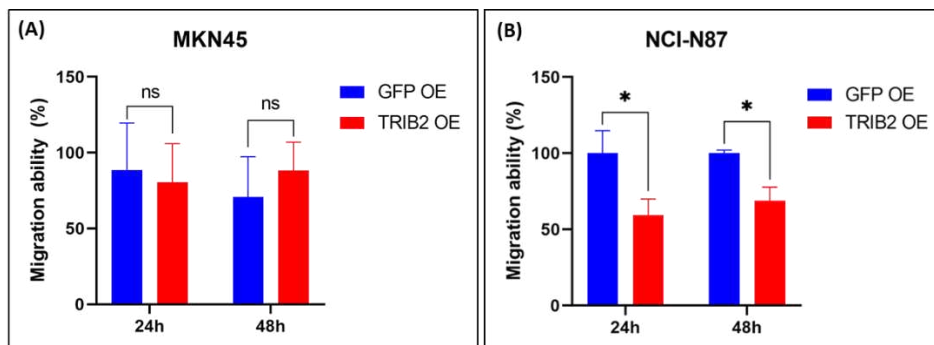 (A)
MKN45
Migration ability (%)
150
100
50
0
ns
ns
GFP OE
TRIB2 OE
24h
48h
(B)
NCI-N87
Migration ability (%)
150
100
50
0
*
*
GFP OE
TRIB2 OE
24h
48h